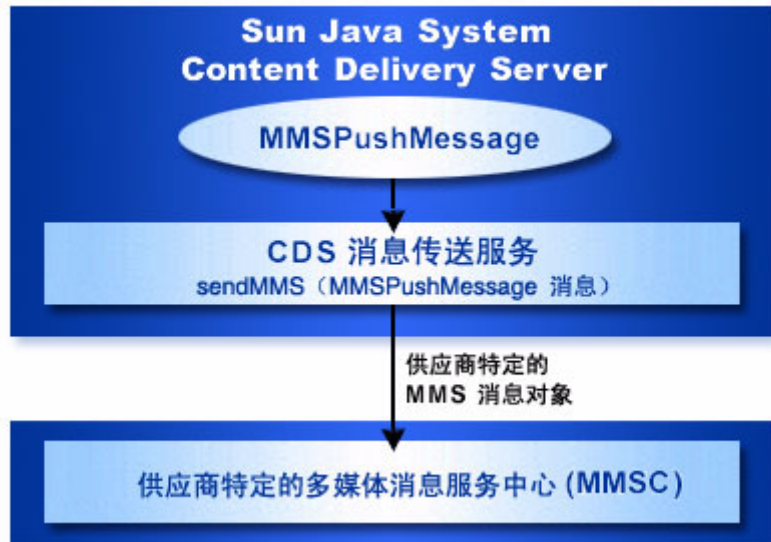 Sun Java System
Content Delivery Server
MMSPushMessage
CDS 消息传送服务
sendMMS（MMSPushMessage 消息）
供应商特定的
MMS 消息对象
供应商特定的多媒体消息服务中心 (MMSC)